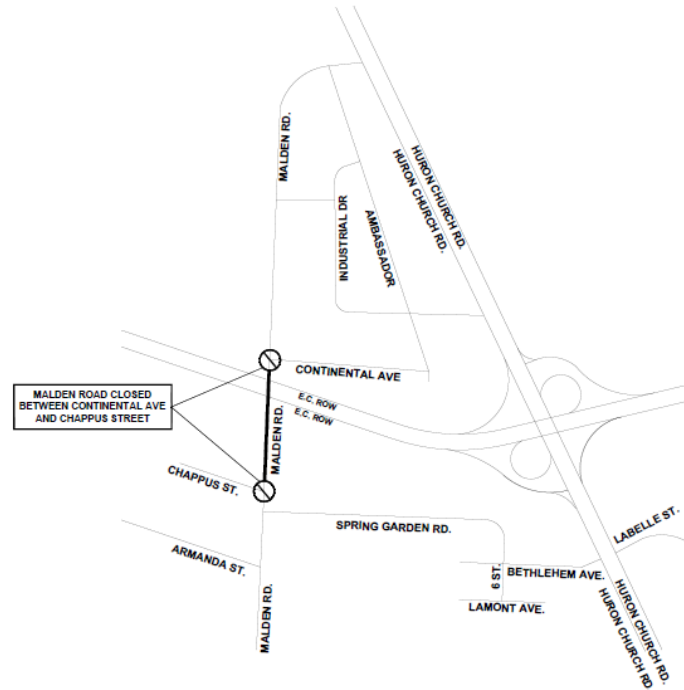 HURON CHURCH RD.
HURON CHURCH RD.
MALDEN RD.
INDUSTRIAL DR
AMBASSADOR
CONTINENTAL AVE
MALDEN ROAD CLOSED
BETWEEN CONTINENTAL AVE
AND CHAPPUS STREET
E.C. ROW
E.C. ROW
MALDEN RD.
CHAPPUS ST.
SPRING GARDEN RD.
LABELLE ST.
ARMANDA ST.
6 ST.
BETHLEHEM AVE.
LAMONT AVE.
MALDEN RD.
HURON CHURCH RD.
HURON CHURCH RD